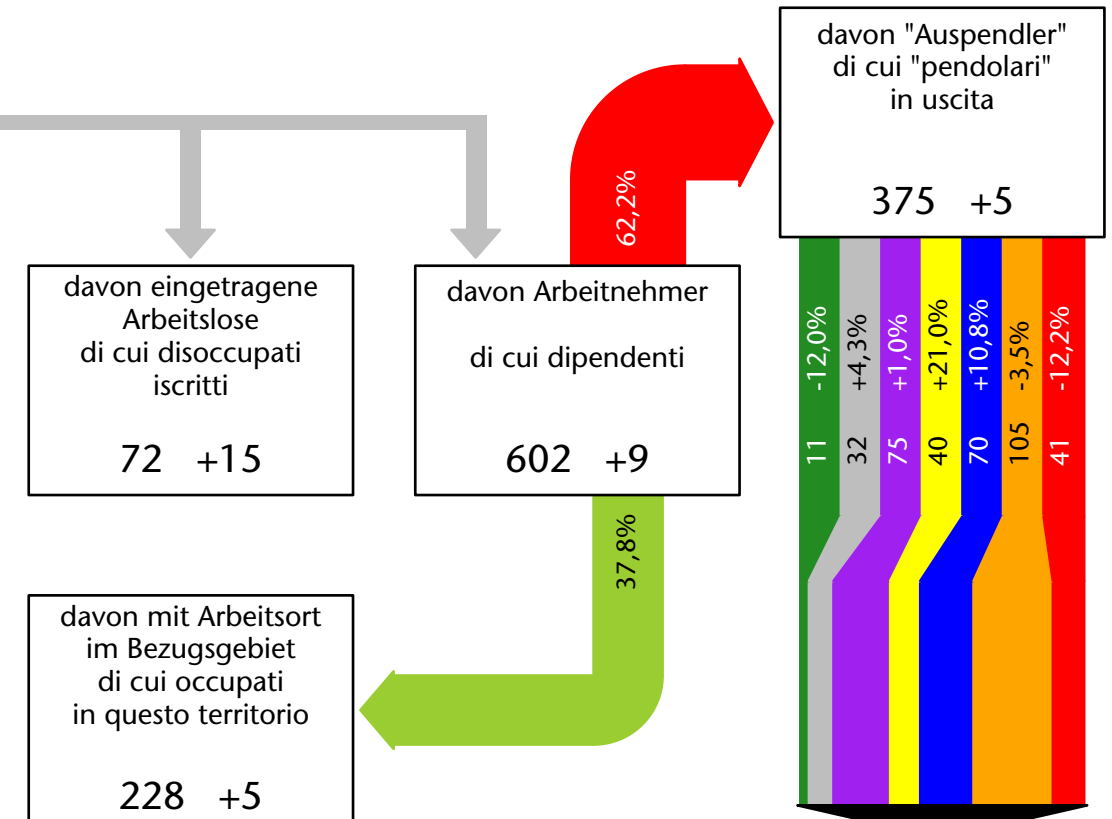 davon "Auspendler"
di cui "pendolari"
in uscita
375 +5
62,2%
davon eingetragene
Arbeitslose
di cui disoccupati
iscritti
72 +15
davon Arbeitnehmer
di cui dipendenti
602 +9
11 -12,0%
32 +4,3%
75 +1,0%
40 +21,0%
70 +10,8%
105 -3,5%
41 -12,2%
37,8%
davon mit Arbeitsort
im Bezugsgebiet
di cui occupati
in questo territorio
228 +5